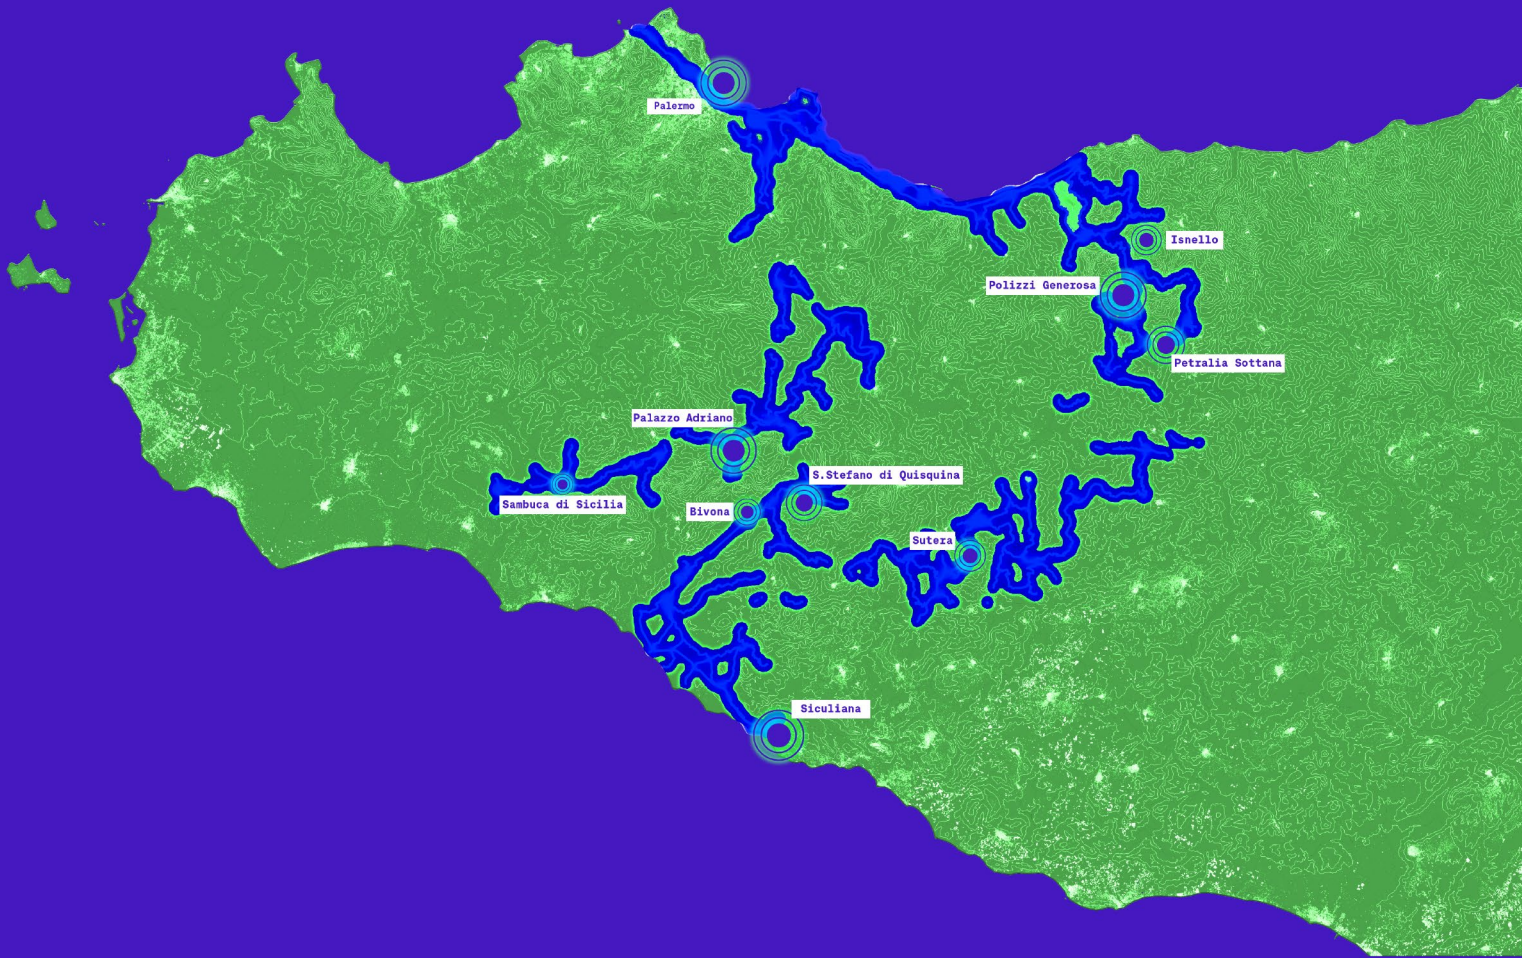 Palermo
Isnello
Polizzi Generosa
Petralia Sottana
Palazzo Adriano
S.Stefano di Quisquina
Sambuca di Sicilia
Bivona
Sutera
Siculiana